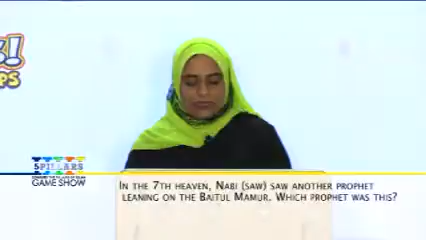 5PILLARS
GAME SHOW
IN THE 7TH HEAVEN, NABI (SAW) SAW ANOTHER PROPHET
LEANING ON THE BAITUL MAMUR. WHICH PROPHET WAS THIS?